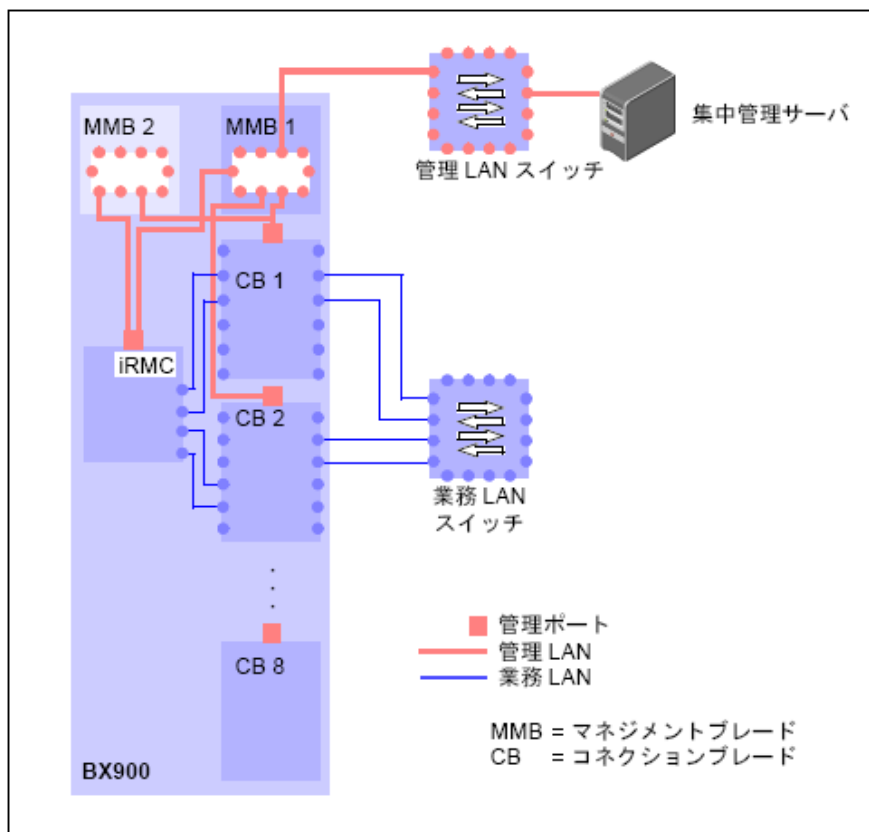 MMB 2
MMB 1
集中管理サーバ
管理 LAN スイッチ
CB 1
iRMC
CB 2
業務 LAN
スイッチ
管理ポート
管理 LAN
業務 LAN
CB 8
MMB = マネジメントブレード
CB = コネクションブレード
BX900